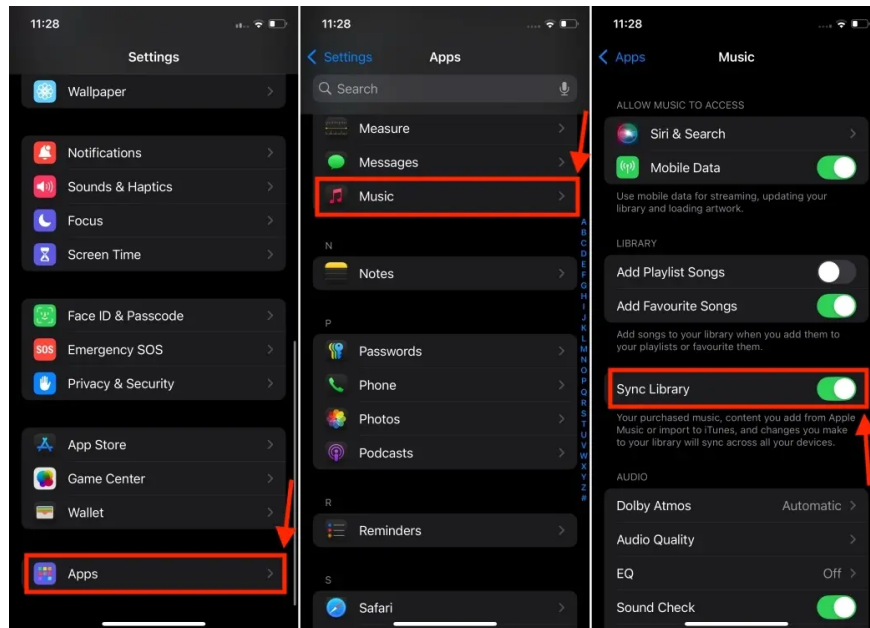 11:28
Settings
Wallpaper
Notifications
Sounds & Haptics
Focus
Screen Time
Face ID & Passcode
SOS
Emergency SOS
Privacy & Security
App Store
Game Center
Wallet
Apps
11:28
Settings
Apps
Search
Measure
Messages
Music
N
Notes
P
Passwords
Phone
Photos
Podcasts
R
Reminders
S
Safari
A
B
C
D
E
F
G
H
I
J
K
L
M
N
O
P
Q
R
S
T
U
V
W
X
Y
Z
#
11:28
Apps
Music
ALLOW MUSIC TO ACCESS
Siri & Search
Mobile Data
Use mobile data for streaming, updating your
library and loading artwork.
LIBRARY
Add Playlist Songs
Add Favourite Songs
Add songs to your library when you add them to
your playlists or favourite them.
Sync Library
Your purchased music, content you add from Apple
Music or import to iTunes, and changes you make
to your library will sync across all your devices.
AUDIO
Dolby Atmos Automatic
Audio Quality
EQ Off
Sound Check